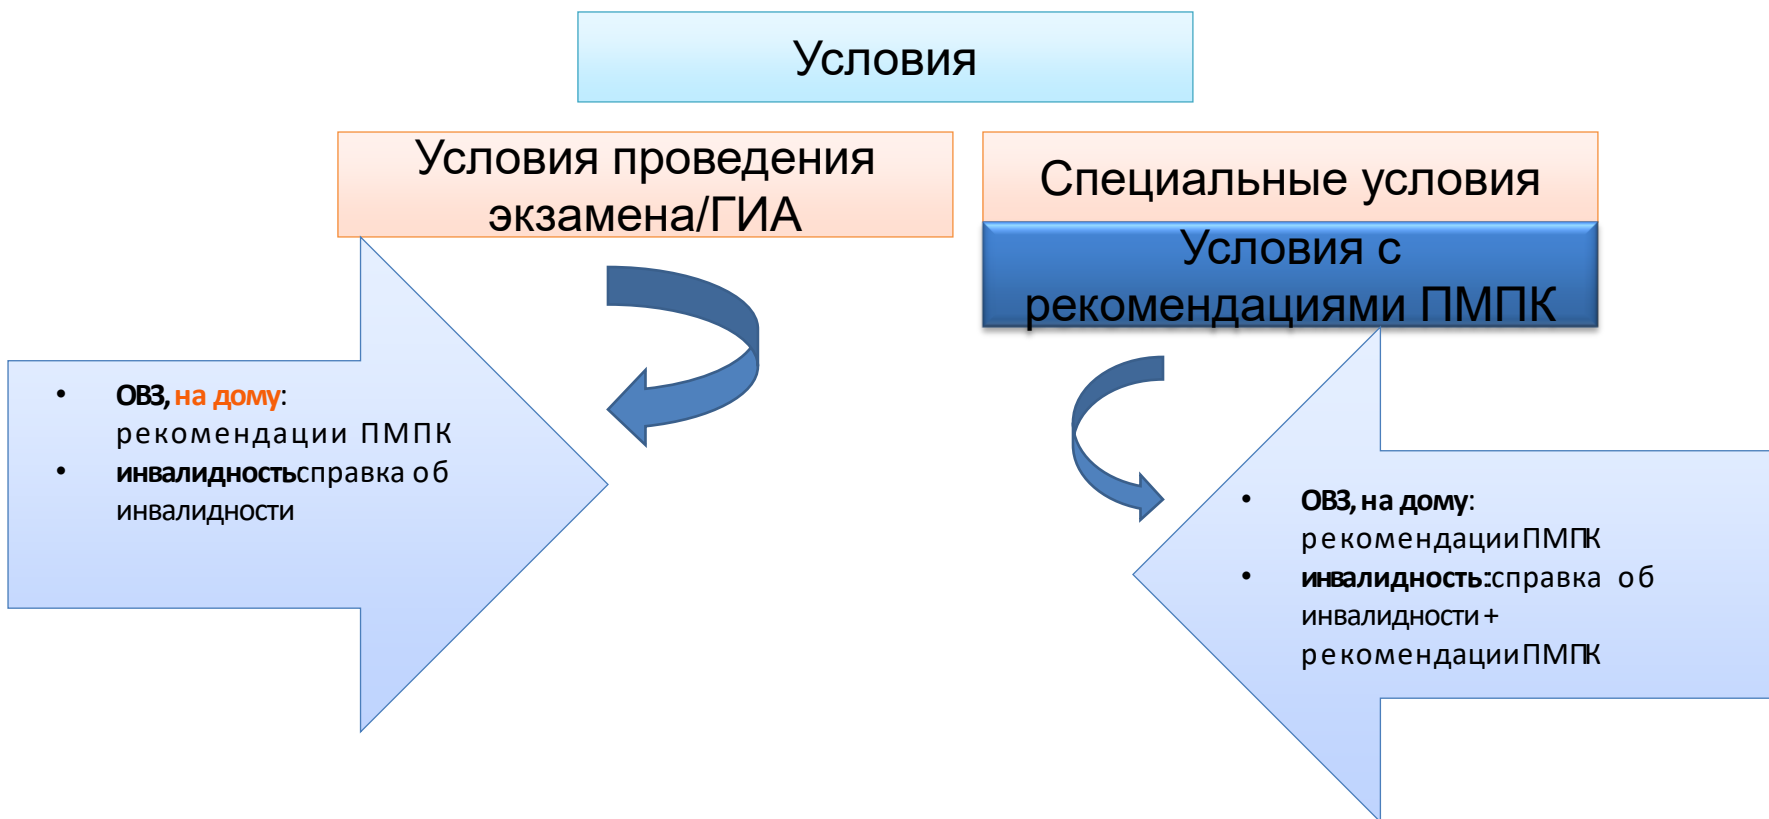 Условия
Условия проведения
экзамена/ГИА
Специальные условия
Условия с
рекомендациями ПМПК
• ОВЗ, на дому:
рекомендации ПМПК
• инвалидностьсправка об
инвалидности
• ОВЗ, на дому:
рекомендацииПМПК
• инвалидность:справка об
инвалидности +
рекомендацииПМПК